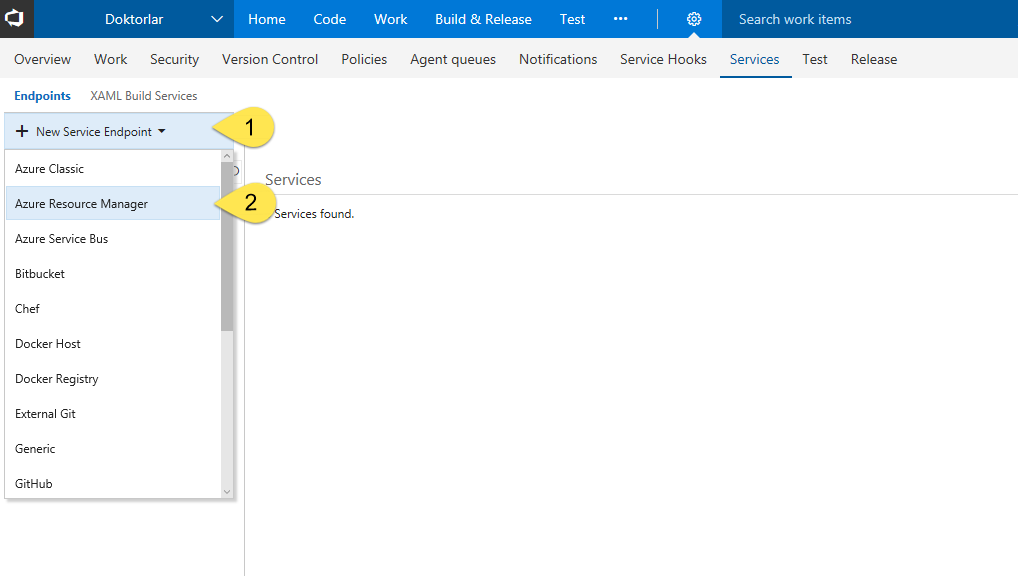 Doktorlar Home Code Work Build & Release Test ••• Search work items
Overview Work Security Version Control Policies Agent queues Notifications Service Hooks Services Test Release
Endpoints XAML Build Services
+ New Service Endpoint 1
Azure Classic
Services
Azure Resource Manager 2
Services found.
Azure Service Bus
Bitbucket
Chef
Docker Host
Docker Registry
External Git
Generic
GitHub